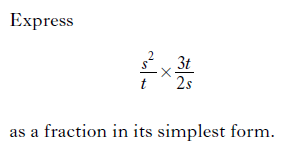 Express
s²/t × 3t/2s
as a fraction in its simplest form.